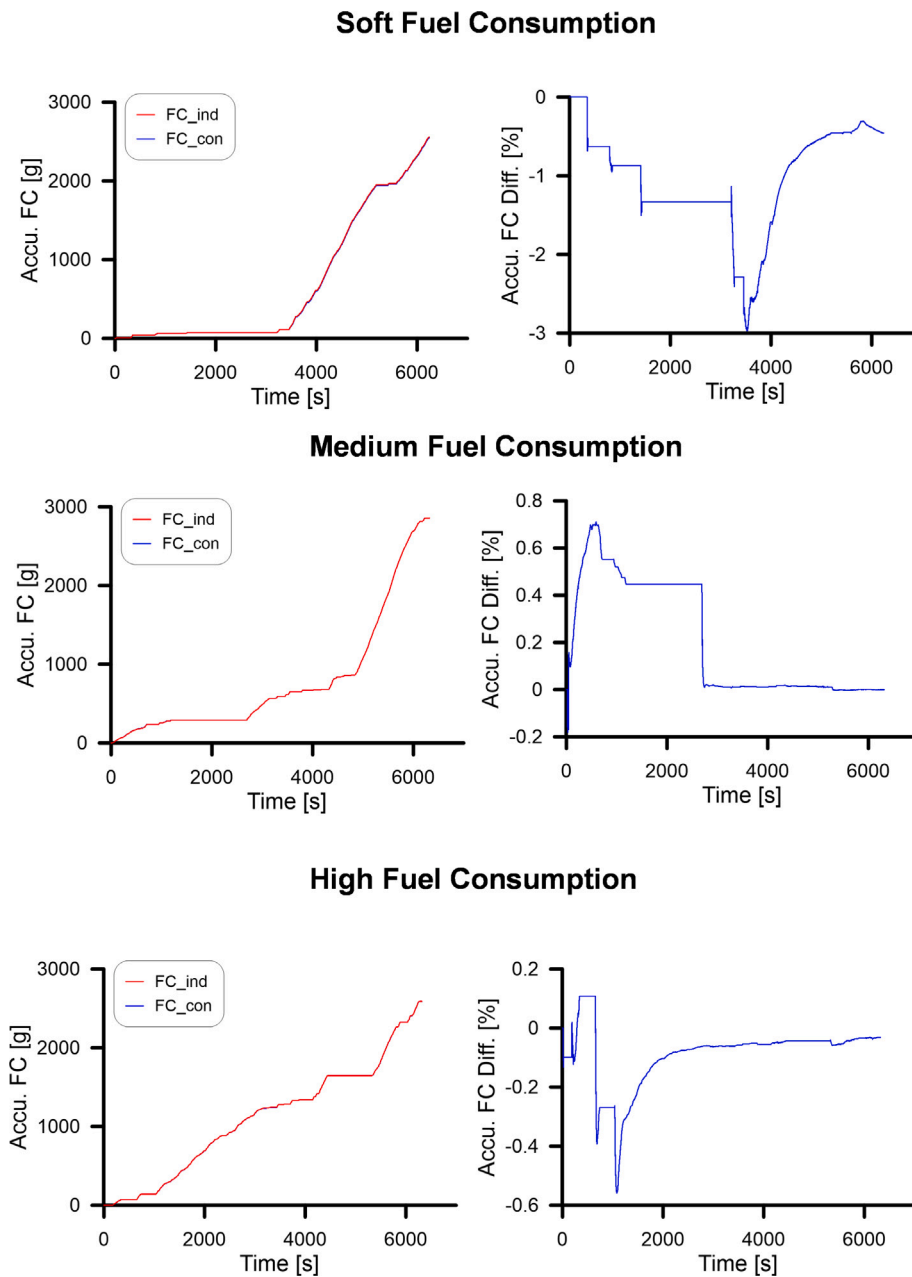 Soft Fuel Consumption
3000
2000
1000
0
Accu. FC [g]
FC_ind
FC_con
0 2000 4000 6000
Time [s]
0
-1
-2
-3
Accu. FC Diff. [%]
0 2000 4000 6000
Time [s]
Medium Fuel Consumption
3000
2000
1000
0
Accu. FC [g]
FC_ind
FC_con
0 2000 4000 6000
Time [s]
0.8
0.6
0.4
0.2
0
-0.2
Accu. FC Diff. [%]
0 2000 4000 6000
Time [s]
High Fuel Consumption
3000
2000
1000
0
Accu. FC [g]
FC_ind
FC_con
0 2000 4000 6000
Time [s]
0.2
0
-0.2
-0.4
-0.6
Accu. FC Diff. [%]
0 2000 4000 6000
Time [s]